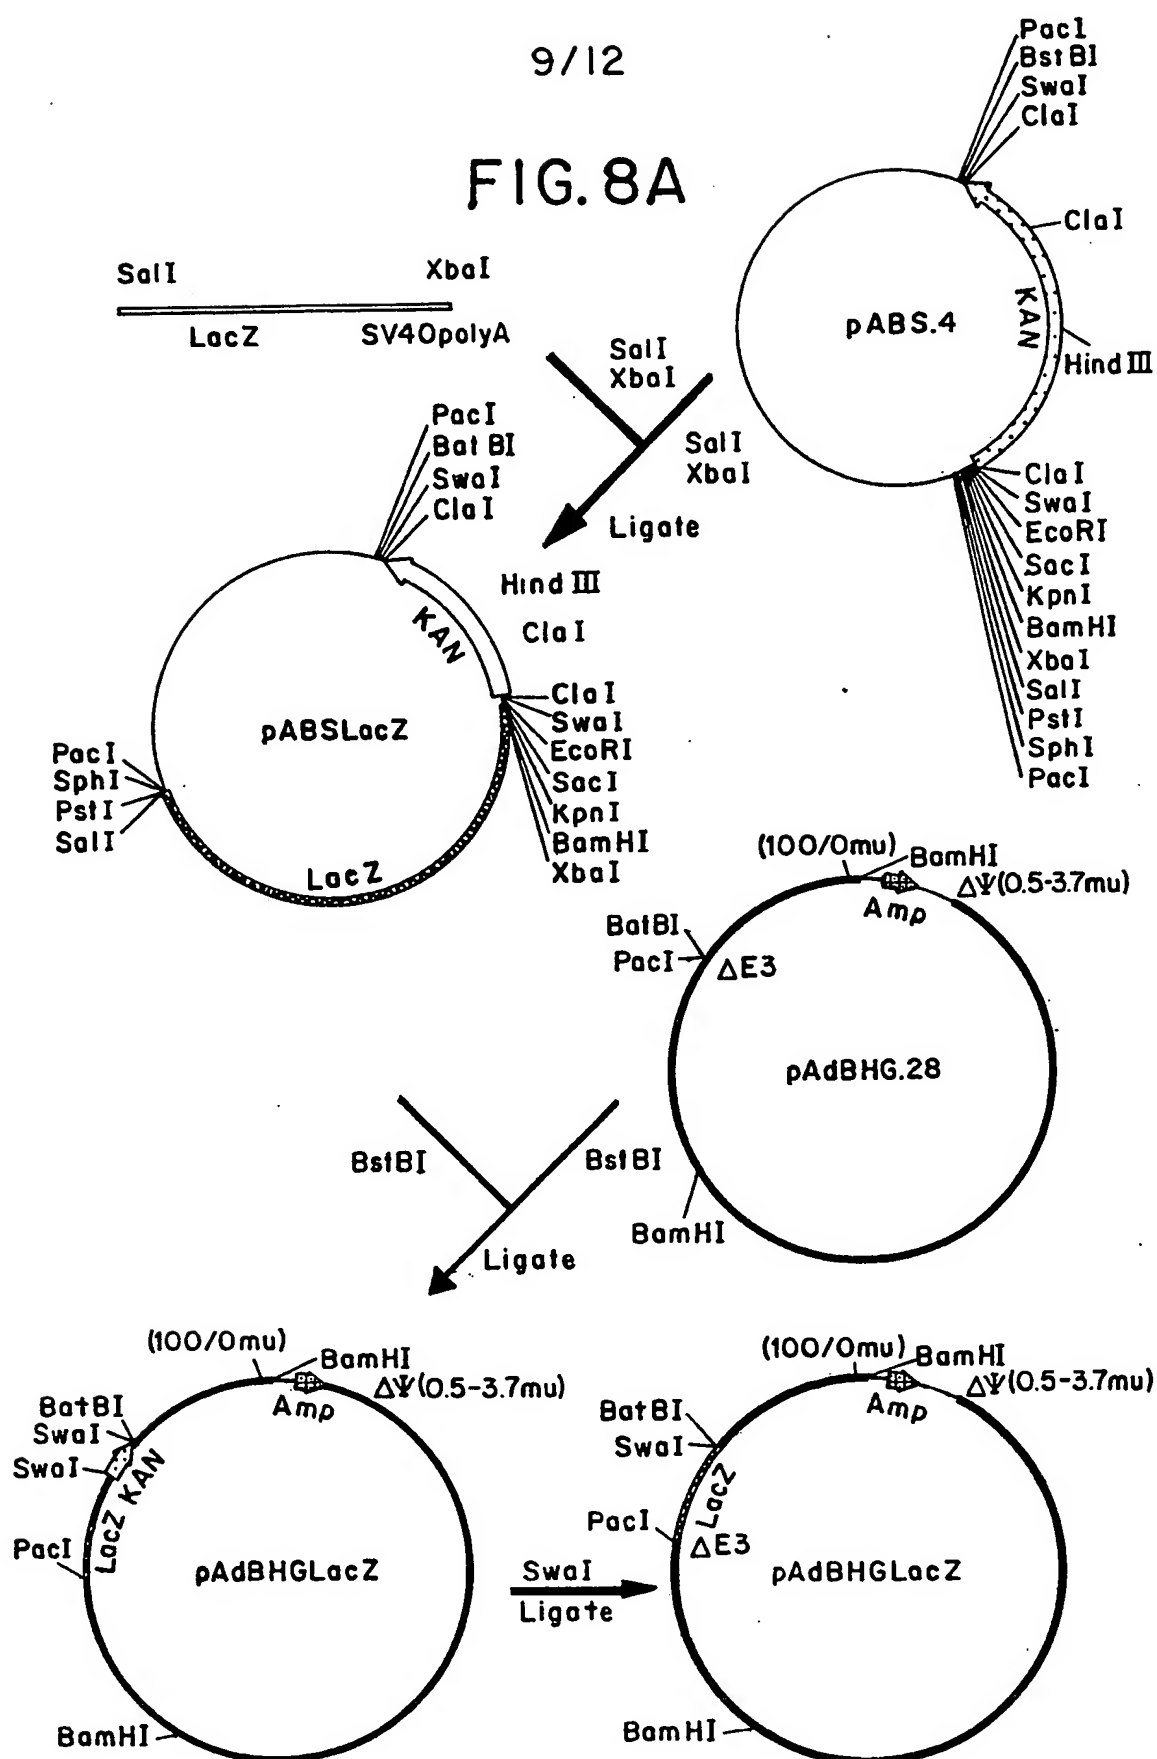 9/12
FIG. 8A
PacI
BstBI
SwaI
ClaI
ClaI
KAN
HindIII
pABS.4
ClaI
SwaI
EcoRI
SacI
KpnI
BamHI
XbaI
SalI
PstI
SphI
PacI
SalI
XbaI
LacZ
SV40polyA
SalI
XbaI
SalI
XbaI
Ligate
PacI
BatBI
SwaI
ClaI
HindIII
ClaI
KAN
pABSLacZ
ClaI
SwaI
EcoRI
SacI
KpnI
BamHI
XbaI
PacI
SphI
PstI
SalI
LacZ
(100/0mu)
BamHI
ΔΨ(0.5-3.7mu)
Amp
BatBI
PacI
ΔE3
pAdBHG.28
BamHI
BstBI
BstBI
Ligate
(100/0mu)
BamHI
ΔΨ(0.5-3.7mu)
Amp
BatBI
SwaI
SwaI
KAN
LacZ
PacI
pAdBHGLacZ
BamHI
SwaI
Ligate
(100/0mu)
BamHI
ΔΨ(0.5-3.7mu)
Amp
BatBI
SwaI
LacZ
PacI
ΔE3
pAdBHGLacZ
BamHI